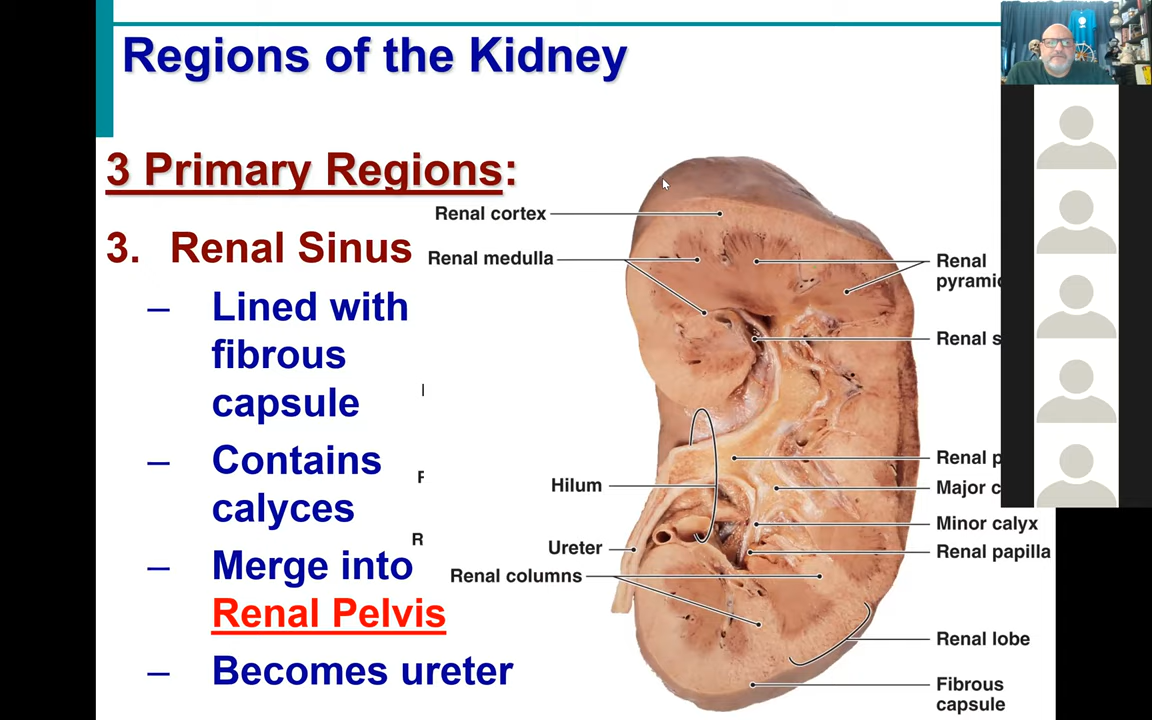 Regions of the Kidney
3 Primary Regions:
3. Renal Sinus
– Lined with
fibrous
capsule
– Contains
calyces
– Merge into
Renal Pelvis
– Becomes ureter
Renal cortex
Renal medulla
Hilum
Ureter
Renal columns
Renal
Renal
Renal
Major
Minor calyx
Renal papilla
Renal lobe
Fibrous
capsule